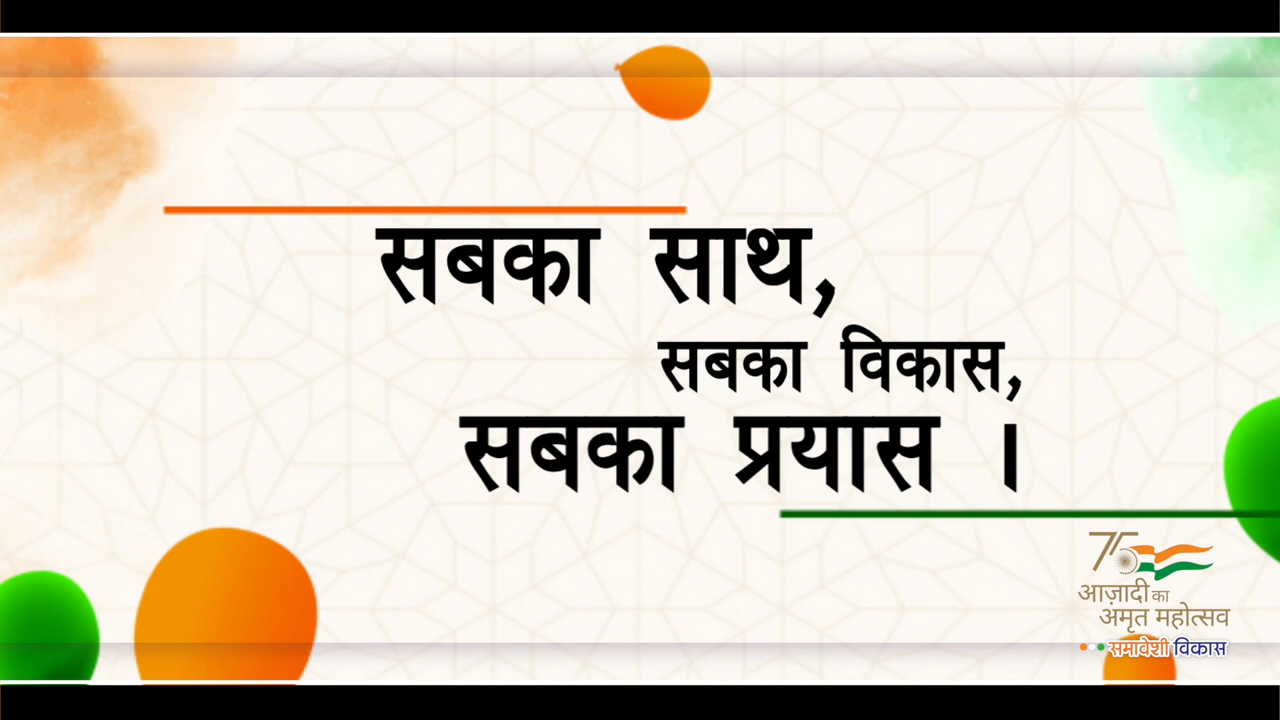 सबका साथ,
सबका विकास,
सबका प्रयास ।
75
आज़ादी का
अमृत महोत्सव
समावेशी विकास